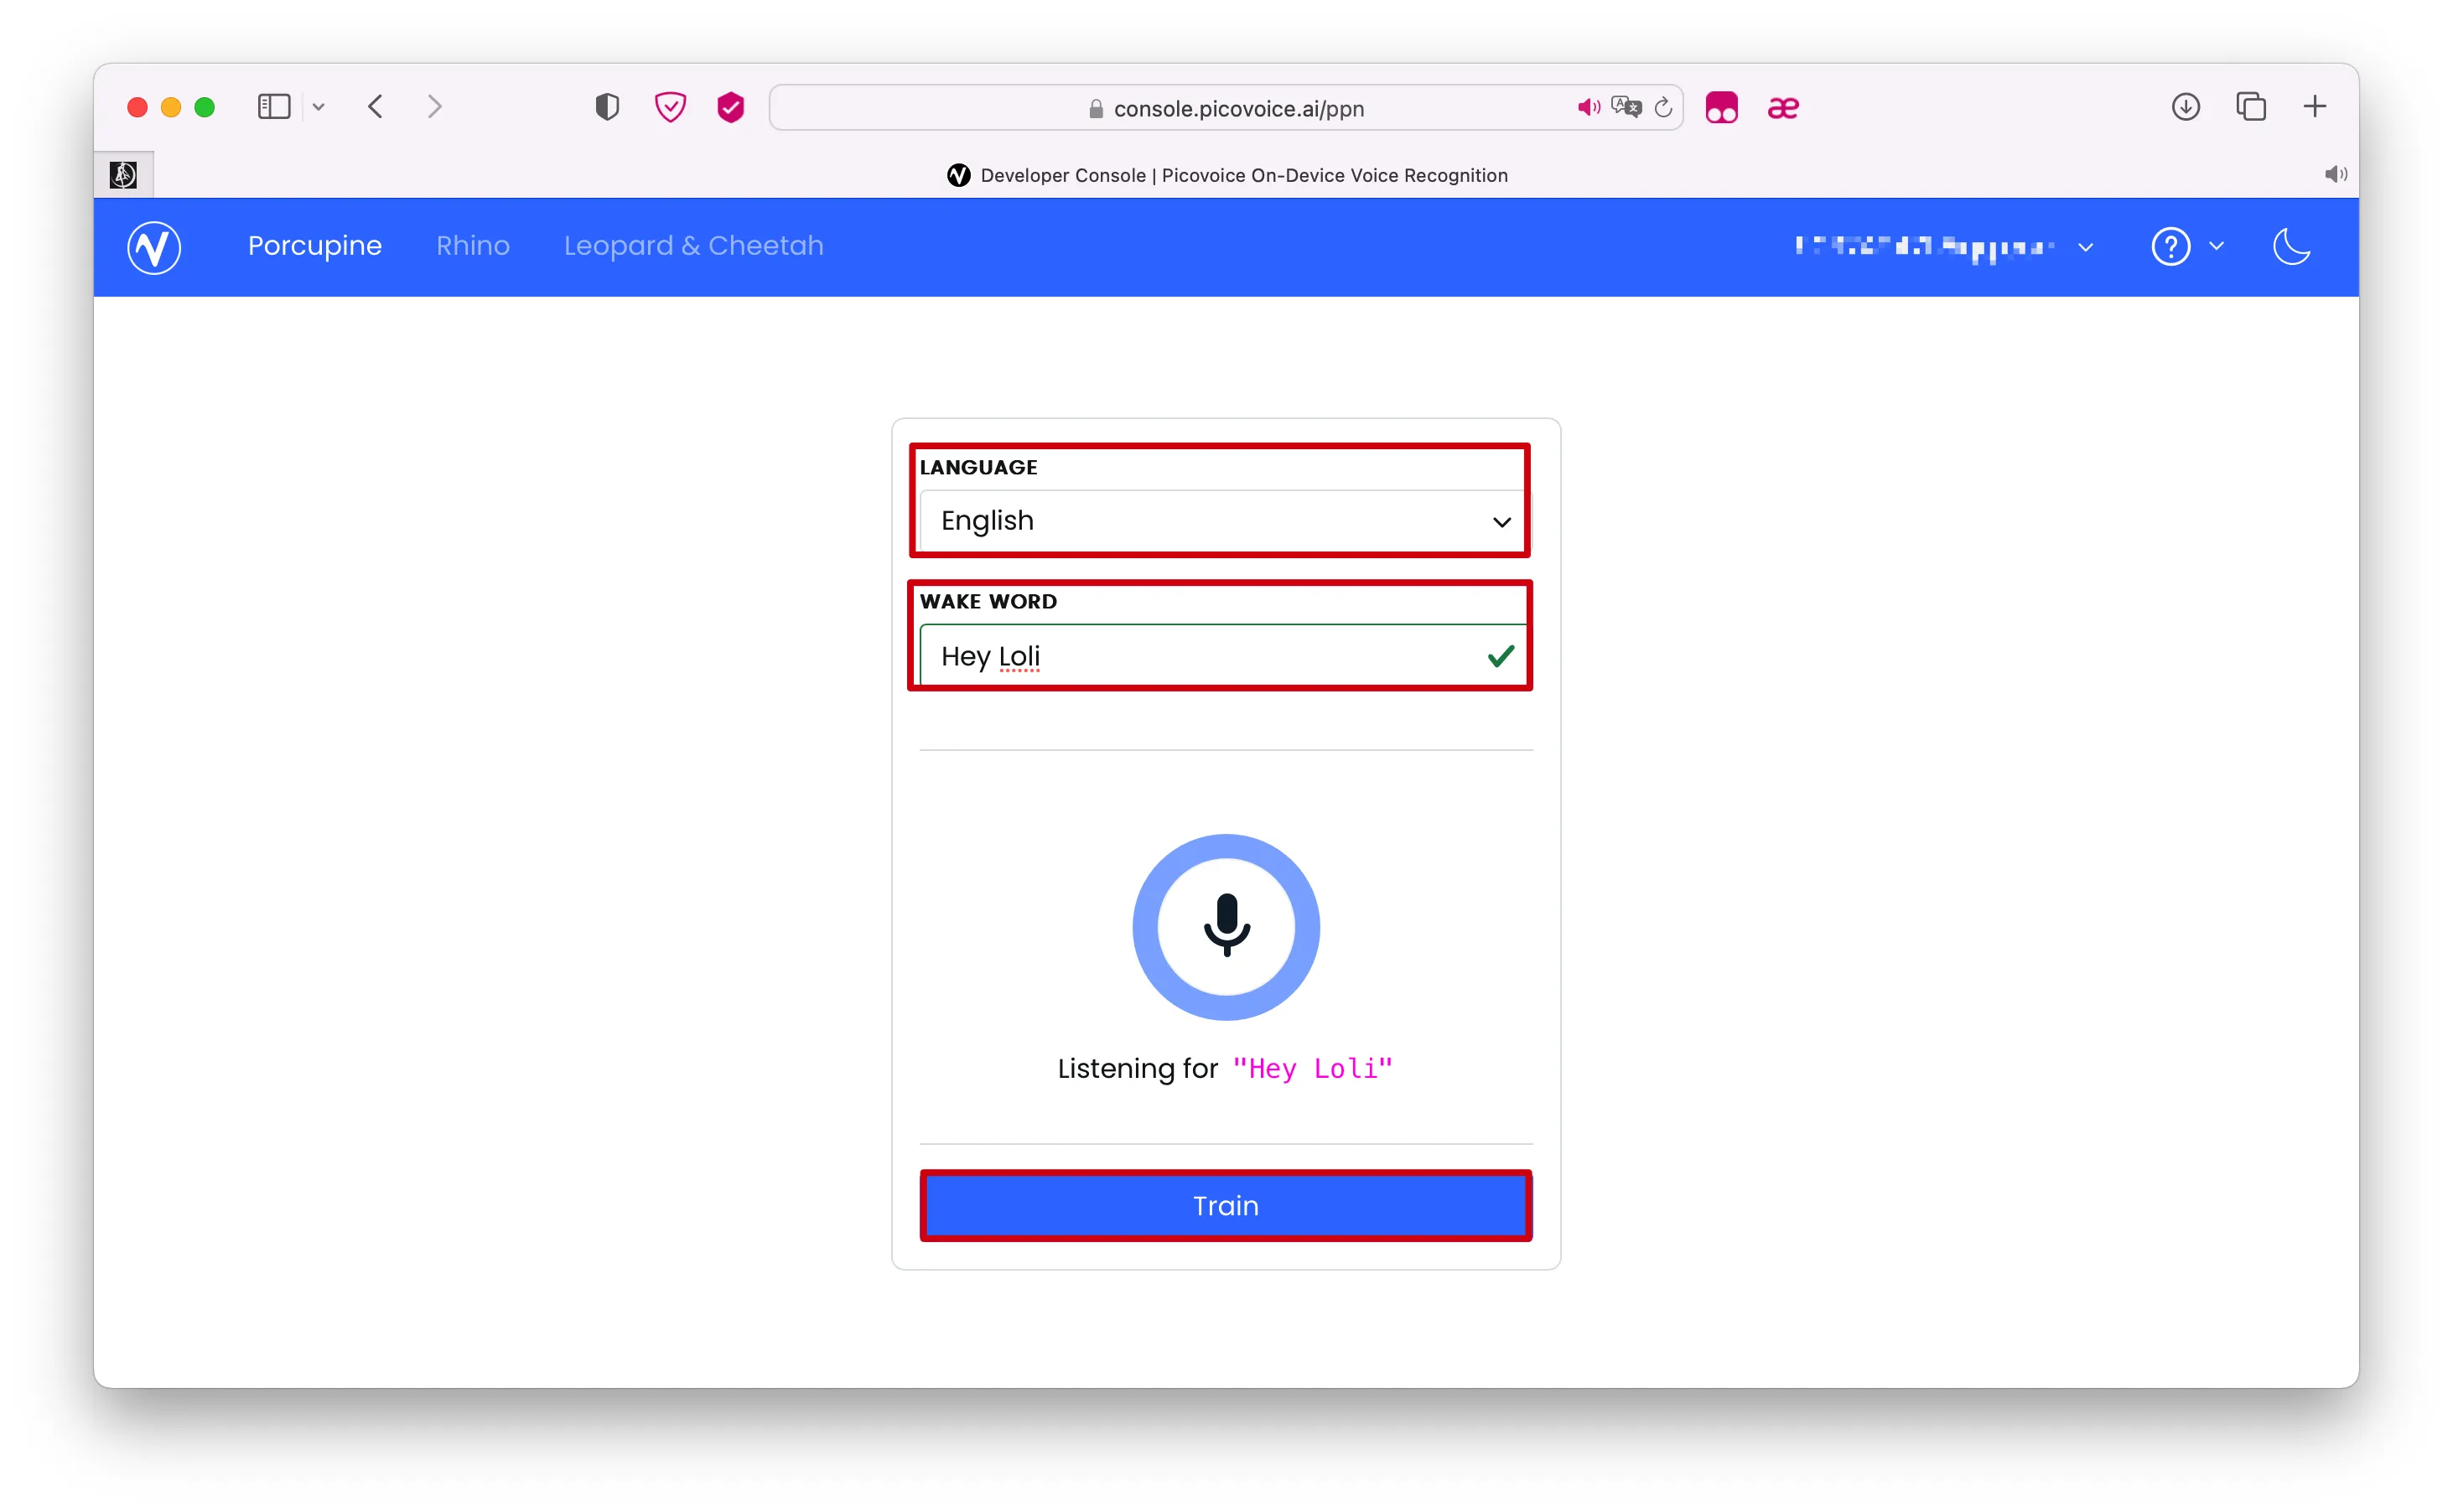 console.picovoice.ai/ppn
Developer Console | Picovoice On-Device Voice Recognition
Porcupine
Rhino
Leopard & Cheetah
LANGUAGE
English
WAKE WORD
Hey Loli
Listening for "Hey Loli"
Train